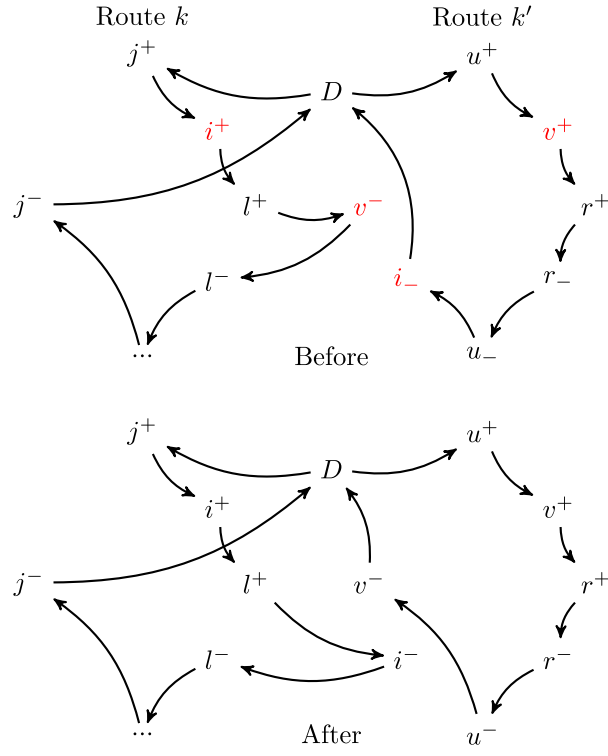 Route k Route k′
j⁺ u⁺
D
i⁺ v⁺
j⁻ l⁺ v⁻ r⁺
l⁻ i₋ r₋
... Before u₋
j⁺ u⁺
D
i⁺ v⁺
j⁻ l⁺ v⁻ r⁺
l⁻ i⁻ r⁻
... After u⁻